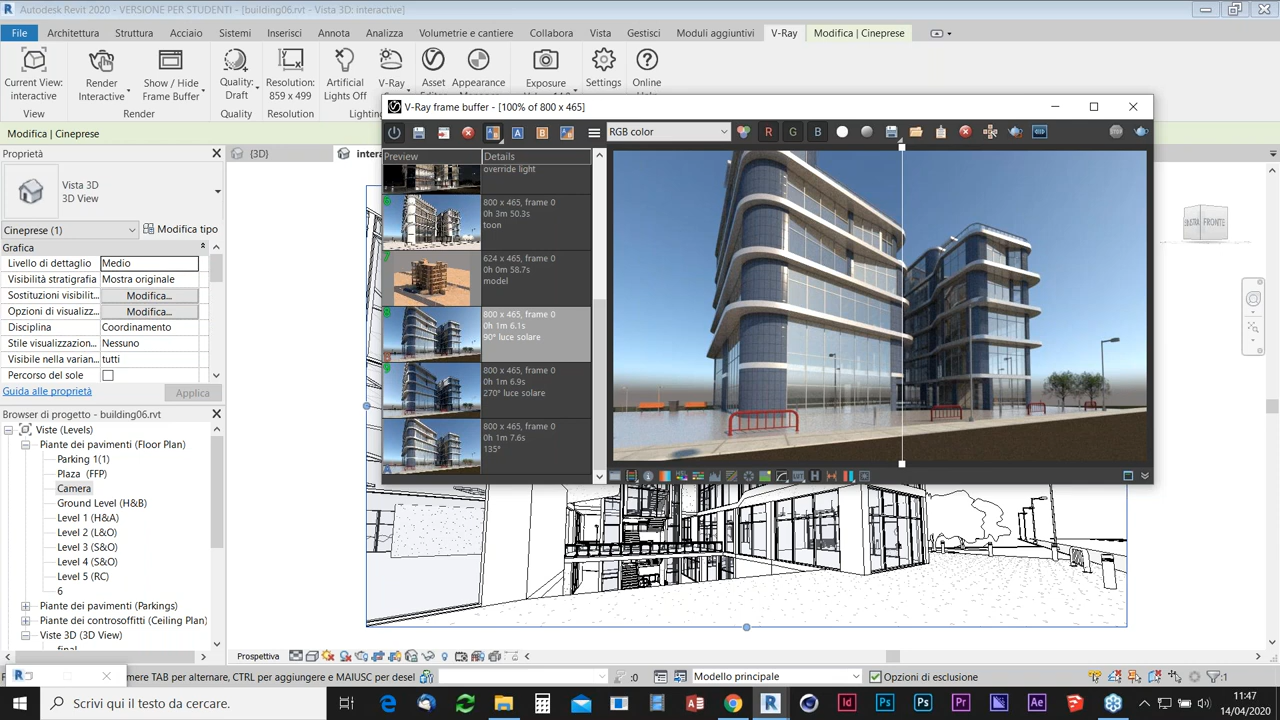 Autodesk Revit 2020 - VERSIONE PER STUDENTI - [building06.rvt - Vista 3D: interactive]
File Architettura Struttura Acciaio Sistemi Inserisci Annota Analizza Volumetrie e cantiere Collabora Vista Gestisci Moduli aggiuntivi V-Ray Modifica | Cineprese
Current View:
interactive
View
Render
Interactive
Show / Hide
Frame Buffer
Render
Quality:
Draft
Quality
Resolution:
859 x 499
Resolution
Artificial
Lights Off
V-Ray
Asset
Appearance
Exposure
Settings
Online
Modifica | Cineprese
Proprietà
Vista 3D
3D View
Cineprese (1)
Modifica tipo
Grafica
Livello di dettaglio Medio
Visibilità stratigrafia Mostra originale
Sostituzioni visibilit... Modifica...
Opzioni di visualizz... Modifica...
Disciplina Coordinamento
Stile visualizzazion... Nessuno
Visibile nella varian... tutti
Percorso del sole
Guida alle proprietà
Applica
Browser di progetto - building06.rvt
Viste (Levels)
Piante dei pavimenti (Floor Plan)
Parking 1(1)
Plaza (FFP)
Camera
Ground Level (H&B)
Level 1 (H&A)
Level 2 (L&O)
Level 3 (S&O)
Level 4 (S&O)
Level 5 (RC)
6
Piante dei pavimenti (Parkings)
Piante dei controsoffitti (Ceiling Plan)
Viste 3D (3D View)
{3D}
V-Ray frame buffer - [100% of 800 x 465]
RGB color
R G B
Preview Details
override light
6
800 x 465, frame 0
0h 3m 50.3s
toon
7
624 x 465, frame 0
0h 0m 58.7s
model
8
800 x 465, frame 0
0h 1m 6.1s
90° luce solare
9
800 x 465, frame 0
0h 1m 6.9s
270° luce solare
800 x 465, frame 0
0h 1m 7.6s
135°
FRONTE
Prospettiva
mere TAB per alternare, CTRL per aggiungere e MAIUSC per desel
:0
Modello principale
Opzioni di esclusione
:1
Scrivi qui il testo da ricercare.
11:47
14/04/2020